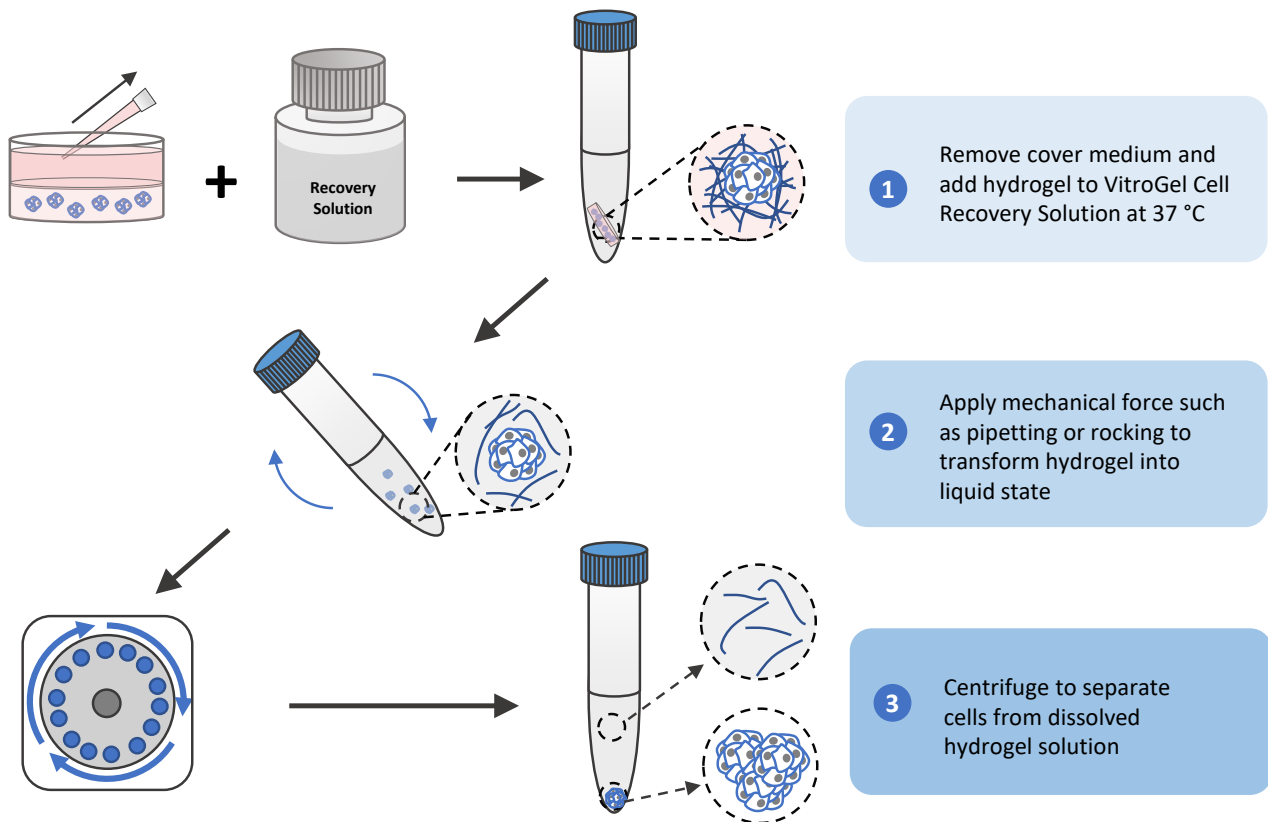 Recovery
Solution
1
Remove cover medium and
add hydrogel to VitroGel Cell
Recovery Solution at 37 °C
2
Apply mechanical force such
as pipetting or rocking to
transform hydrogel into
liquid state
3
Centrifuge to separate
cells from dissolved
hydrogel solution